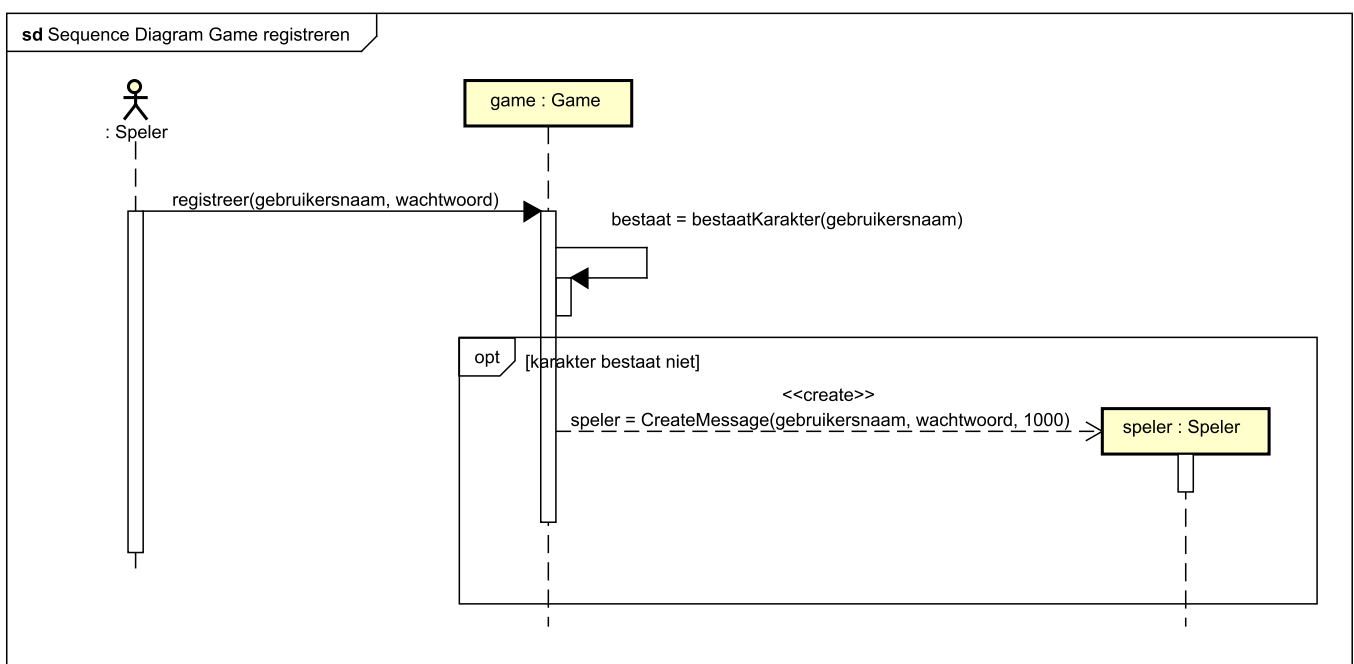 sd Sequence Diagram Game registreren
: Speler
game : Game
registreer(gebruikersnaam, wachtwoord)
bestaat = bestaatKarakter(gebruikersnaam)
opt
[karakter bestaat niet]
<<create>>
speler = CreateMessage(gebruikersnaam, wachtwoord, 1000)
speler : Speler